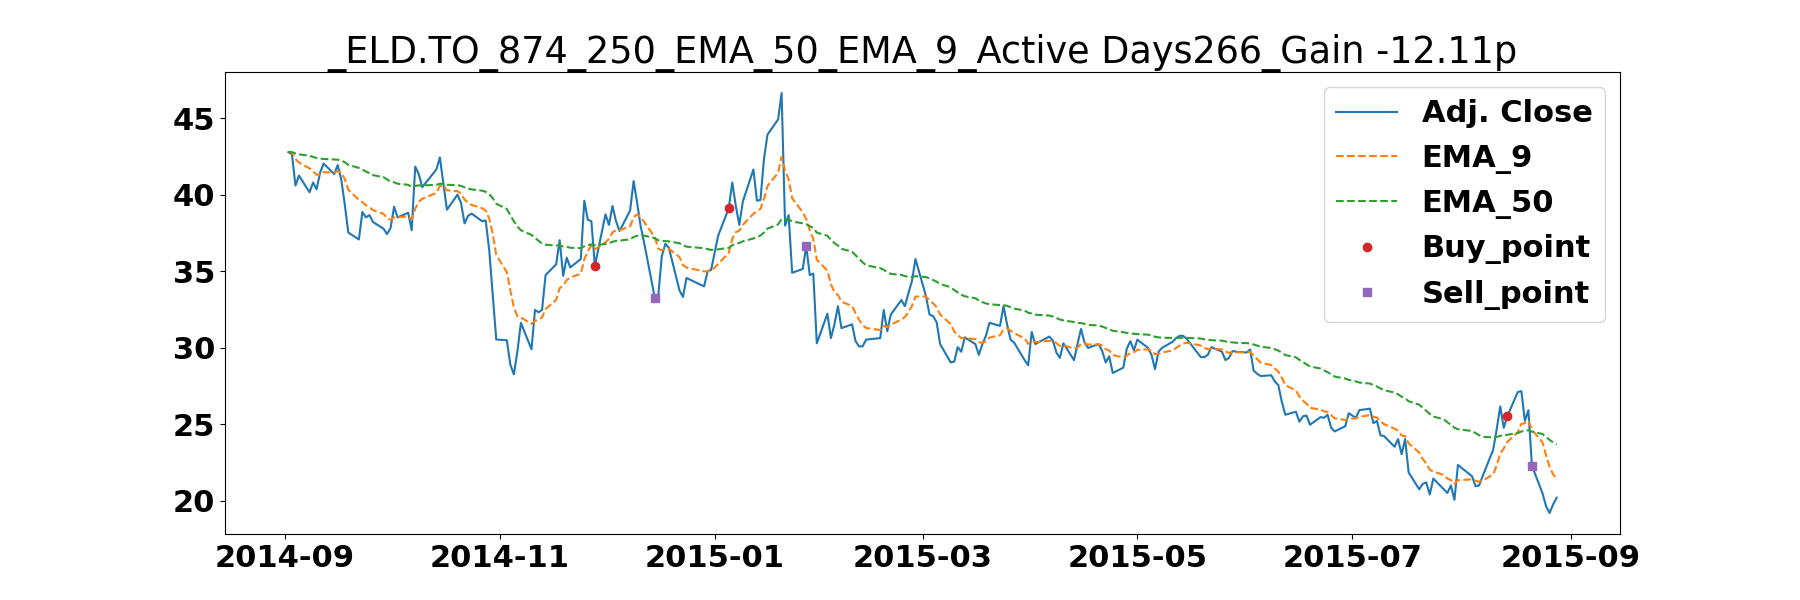 _ELD.TO_874_250_EMA_50_EMA_9_Active Days266_Gain -12.11p
45
40
35
30
25
20
Adj. Close
EMA_9
EMA_50
Buy_point
Sell_point
2014-09 2014-11 2015-01 2015-03 2015-05 2015-07 2015-09